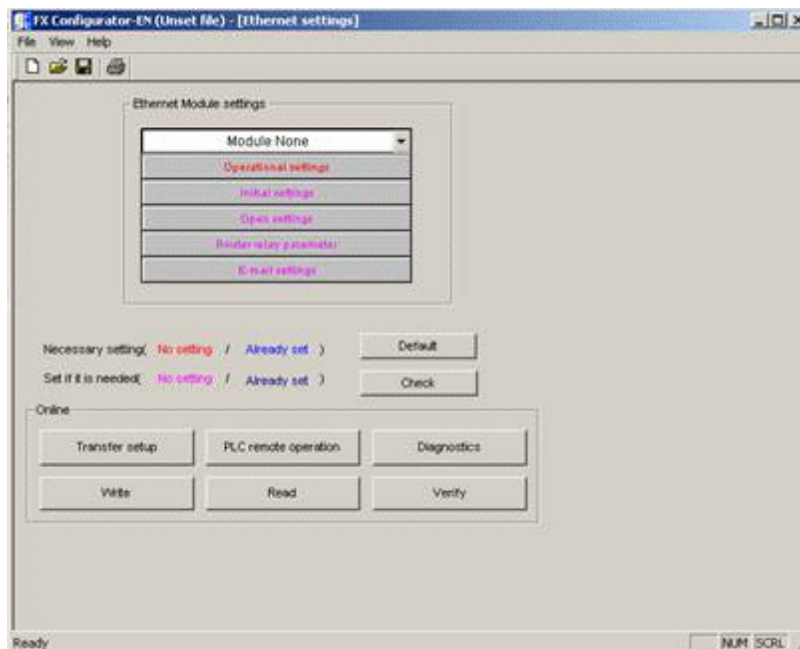 FX Configurator-EN (Unset file) - [Ethernet settings]
File View Help
Ethernet Module settings
Module None
Operational settings
Initial settings
Open settings
Router relay parameter
E-mail settings
Necessary setting( No setting / Already set )
Default
Set if it is needed( No setting / Already set )
Check
Online
Transfer setup
PLC remote operation
Diagnostics
Write
Read
Verify
Ready
NUM
SCRL